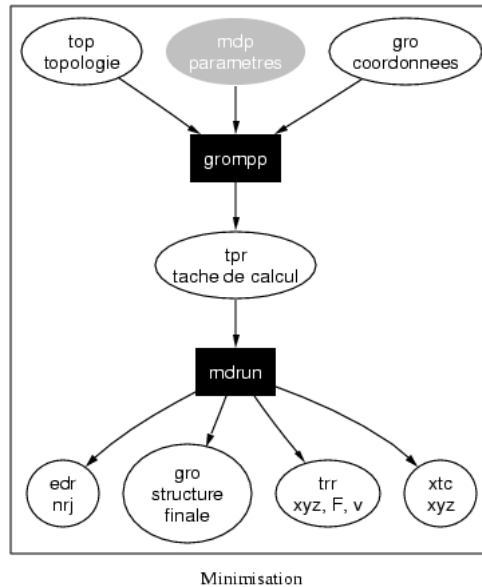 top
topologie
mdp
parametres
gro
coordonnees
grompp
tpr
tache de calcul
mdrun
edr
nrj
gro
structure
finale
trr
xyz, F, v
xtc
xyz
Minimisation